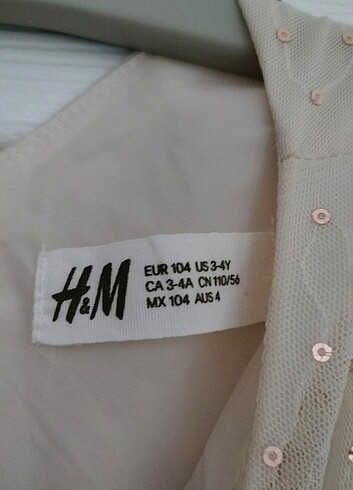 H&M
EUR 104 US 3-4Y
CA 3-4A CN 110/56
MX 104 AUS 4